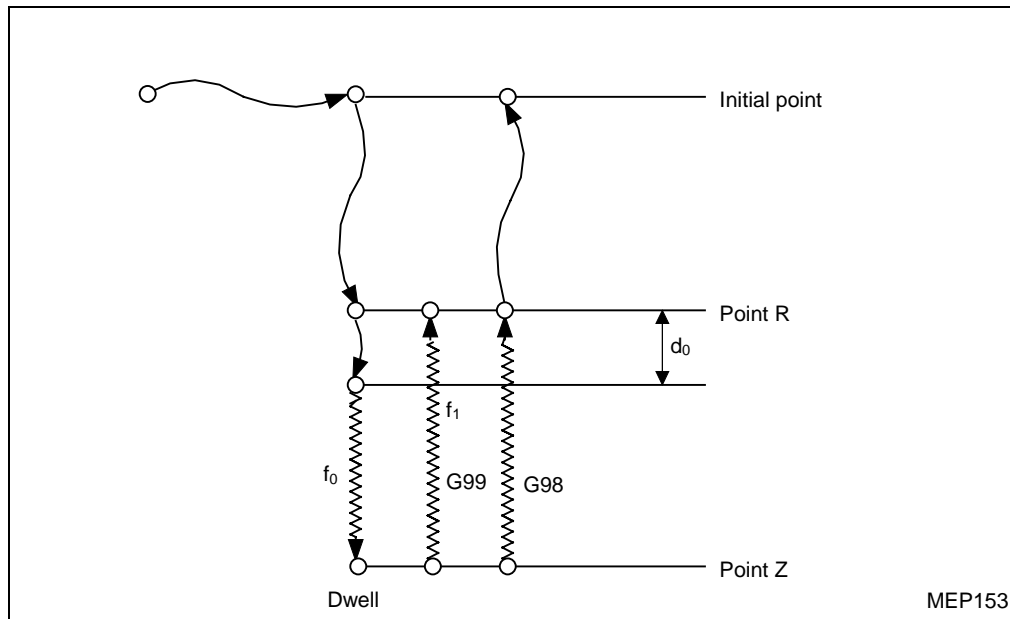 Initial point
Point R
d₀
f₁
f₀
G99
G98
Point Z
Dwell
MEP153